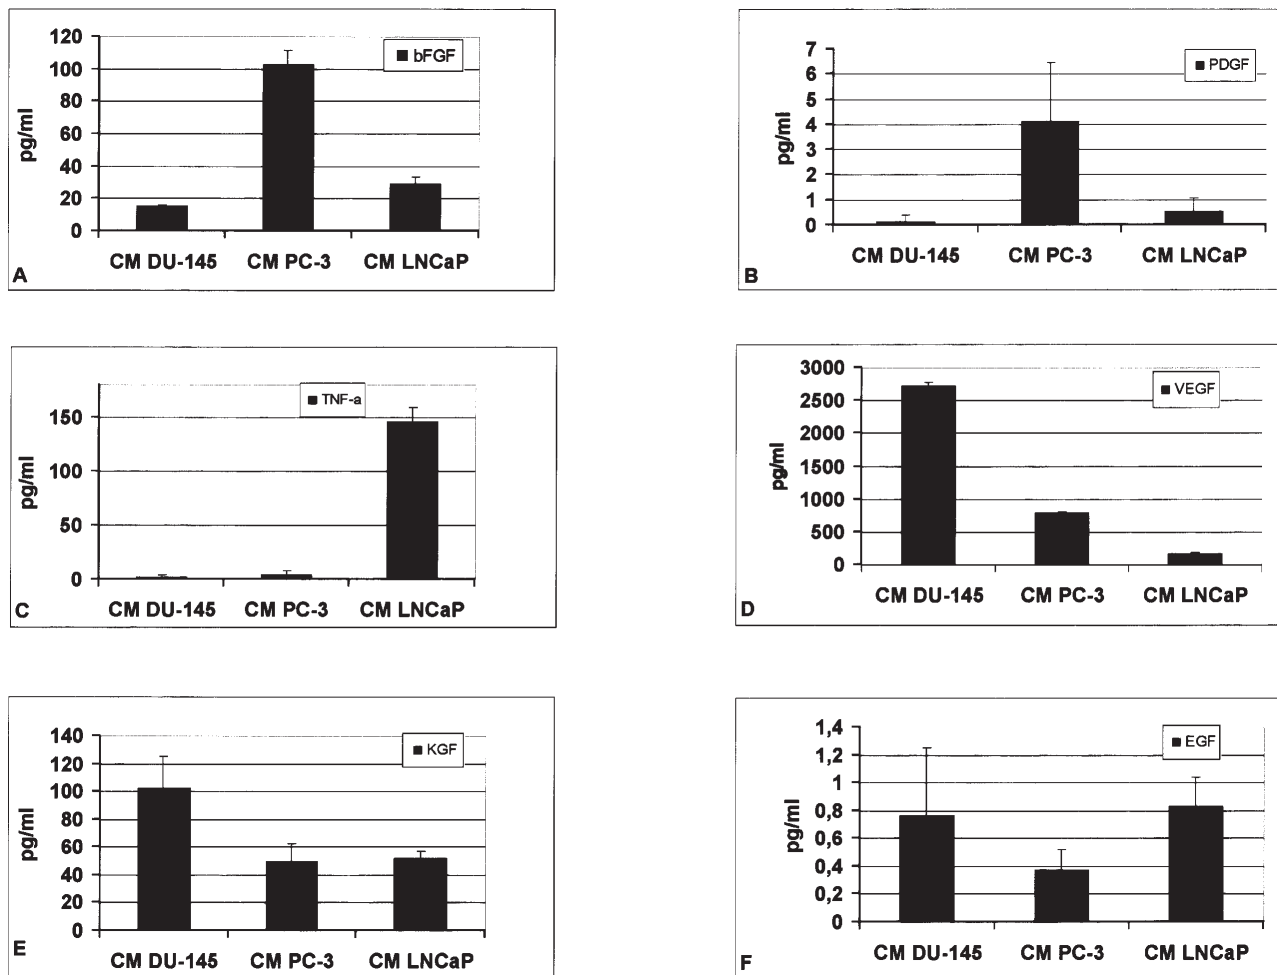 120
100
80
60
40
20
0
pg/ml
bFGF
CM DU-145 CM PC-3 CM LNCaP
A
7
6
5
4
3
2
1
0
pg/ml
PDGF
CM DU-145 CM PC-3 CM LNCaP
B
150
100
50
0
pg/ml
TNF-a
CM DU-145 CM PC-3 CM LNCaP
C
3000
2500
2000
1500
1000
500
0
pg/ml
VEGF
CM DU-145 CM PC-3 CM LNCaP
D
140
120
100
80
60
40
20
0
pg/ml
KGF
CM DU-145 CM PC-3 CM LNCaP
E
1,4
1,2
1
0,8
0,6
0,4
0,2
0
pg/ml
EGF
CM DU-145 CM PC-3 CM LNCaP
F